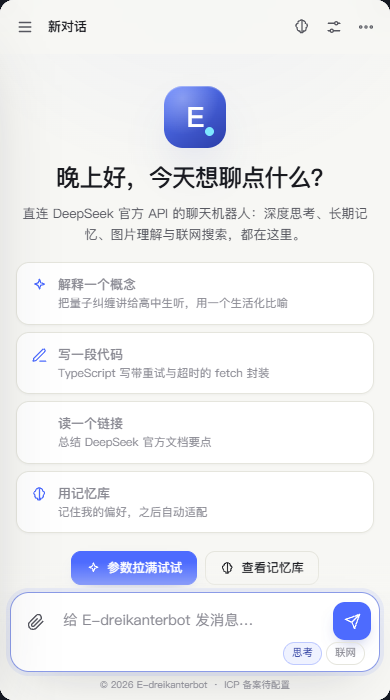 新对话
E
晚上好，今天想聊点什么？
直连 DeepSeek 官方 API 的聊天机器人：深度思考、长期记
忆、图片理解与联网搜索，都在这里。
解释一个概念
把量子纠缠讲给高中生听，用一个生活化比喻
写一段代码
TypeScript 写带重试与超时的 fetch 封装
读一个链接
总结 DeepSeek 官方文档要点
用记忆库
记住我的偏好，之后自动适配
参数拉满试试
查看记忆库
给 E-dreikanterbot 发消息...
思考
联网
© 2026 E-dreikanterbot · ICP 备案待配置